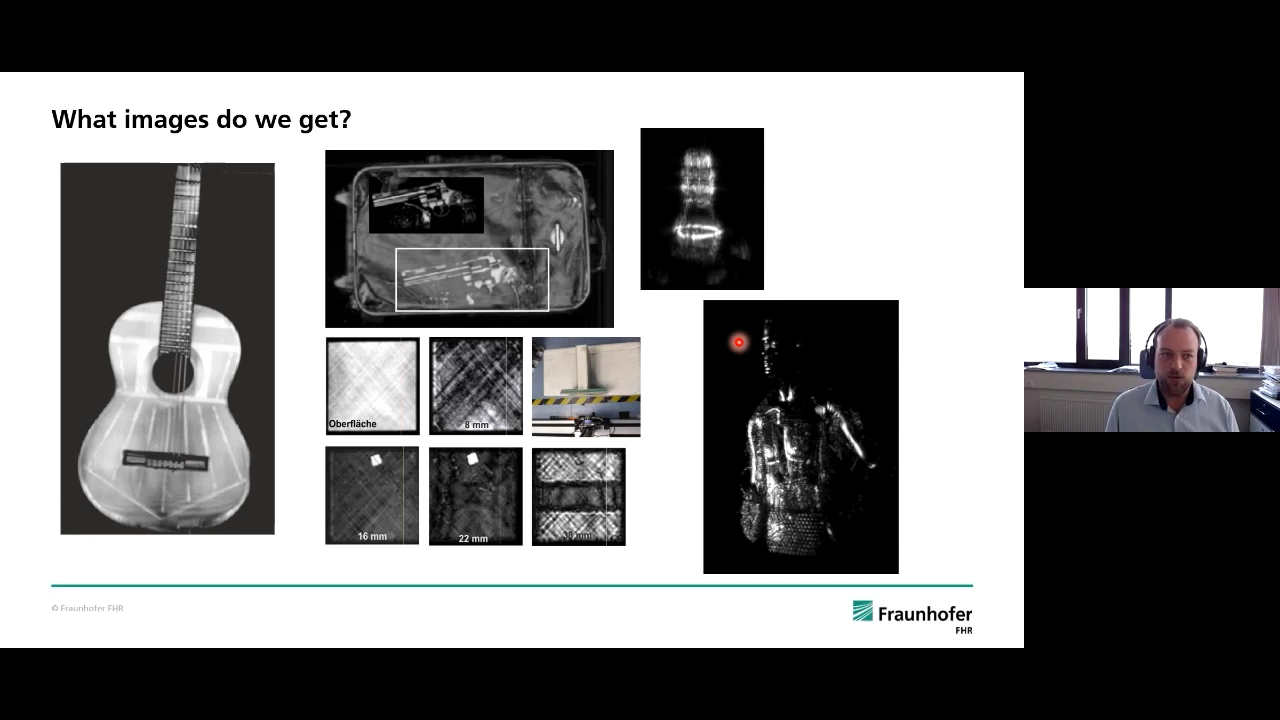 What images do we get?
Oberfläche
8 mm
16 mm
22 mm
© Fraunhofer FHR
Fraunhofer
FHR